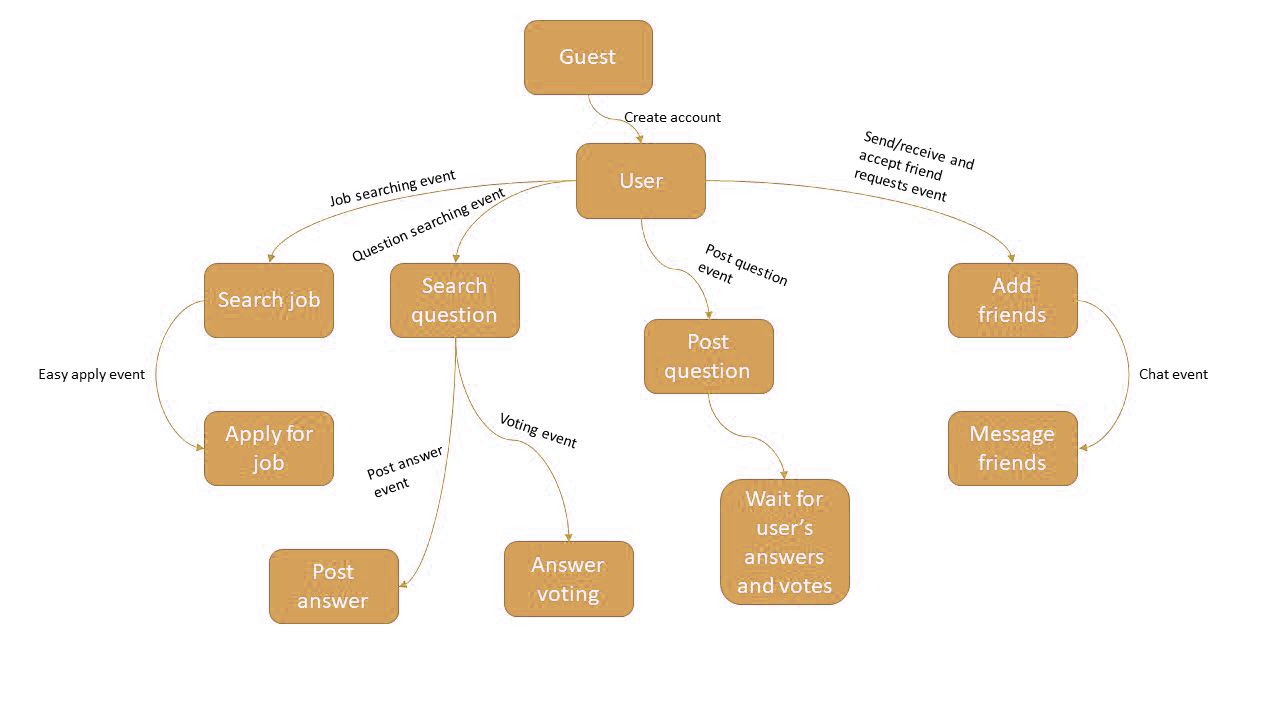 Guest
Create account
User
Send/receive and
accept friend
requests event
Job searching event
Question searching event
Post question
event
Search job
Search
question
Add
friends
Post
question
Easy apply event
Chat event
Apply for
job
Voting event
Message
friends
Post answer
event
Wait for
user’s
answers
and votes
Post
answer
Answer
voting